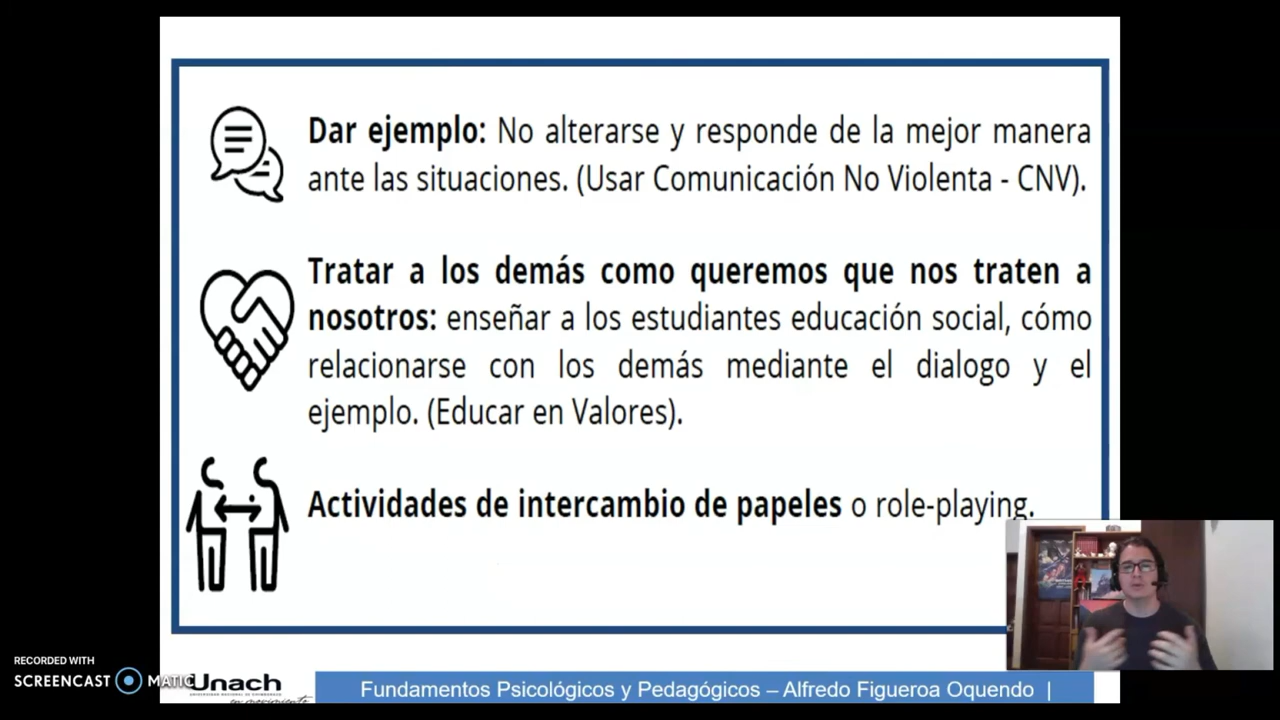 Dar ejemplo: No alterarse y responde de la mejor manera
ante las situaciones. (Usar Comunicación No Violenta - CNV).
Tratar a los demás como queremos que nos traten a
nosotros: enseñar a los estudiantes educación social, cómo
relacionarse con los demás mediante el dialogo y el
ejemplo. (Educar en Valores).
Actividades de intercambio de papeles o role-playing.
RECORDED WITH
SCREENCAST MATIC
Unach
en movimiento
Fundamentos Psicológicos y Pedagógicos – Alfredo Figueroa Oquendo |